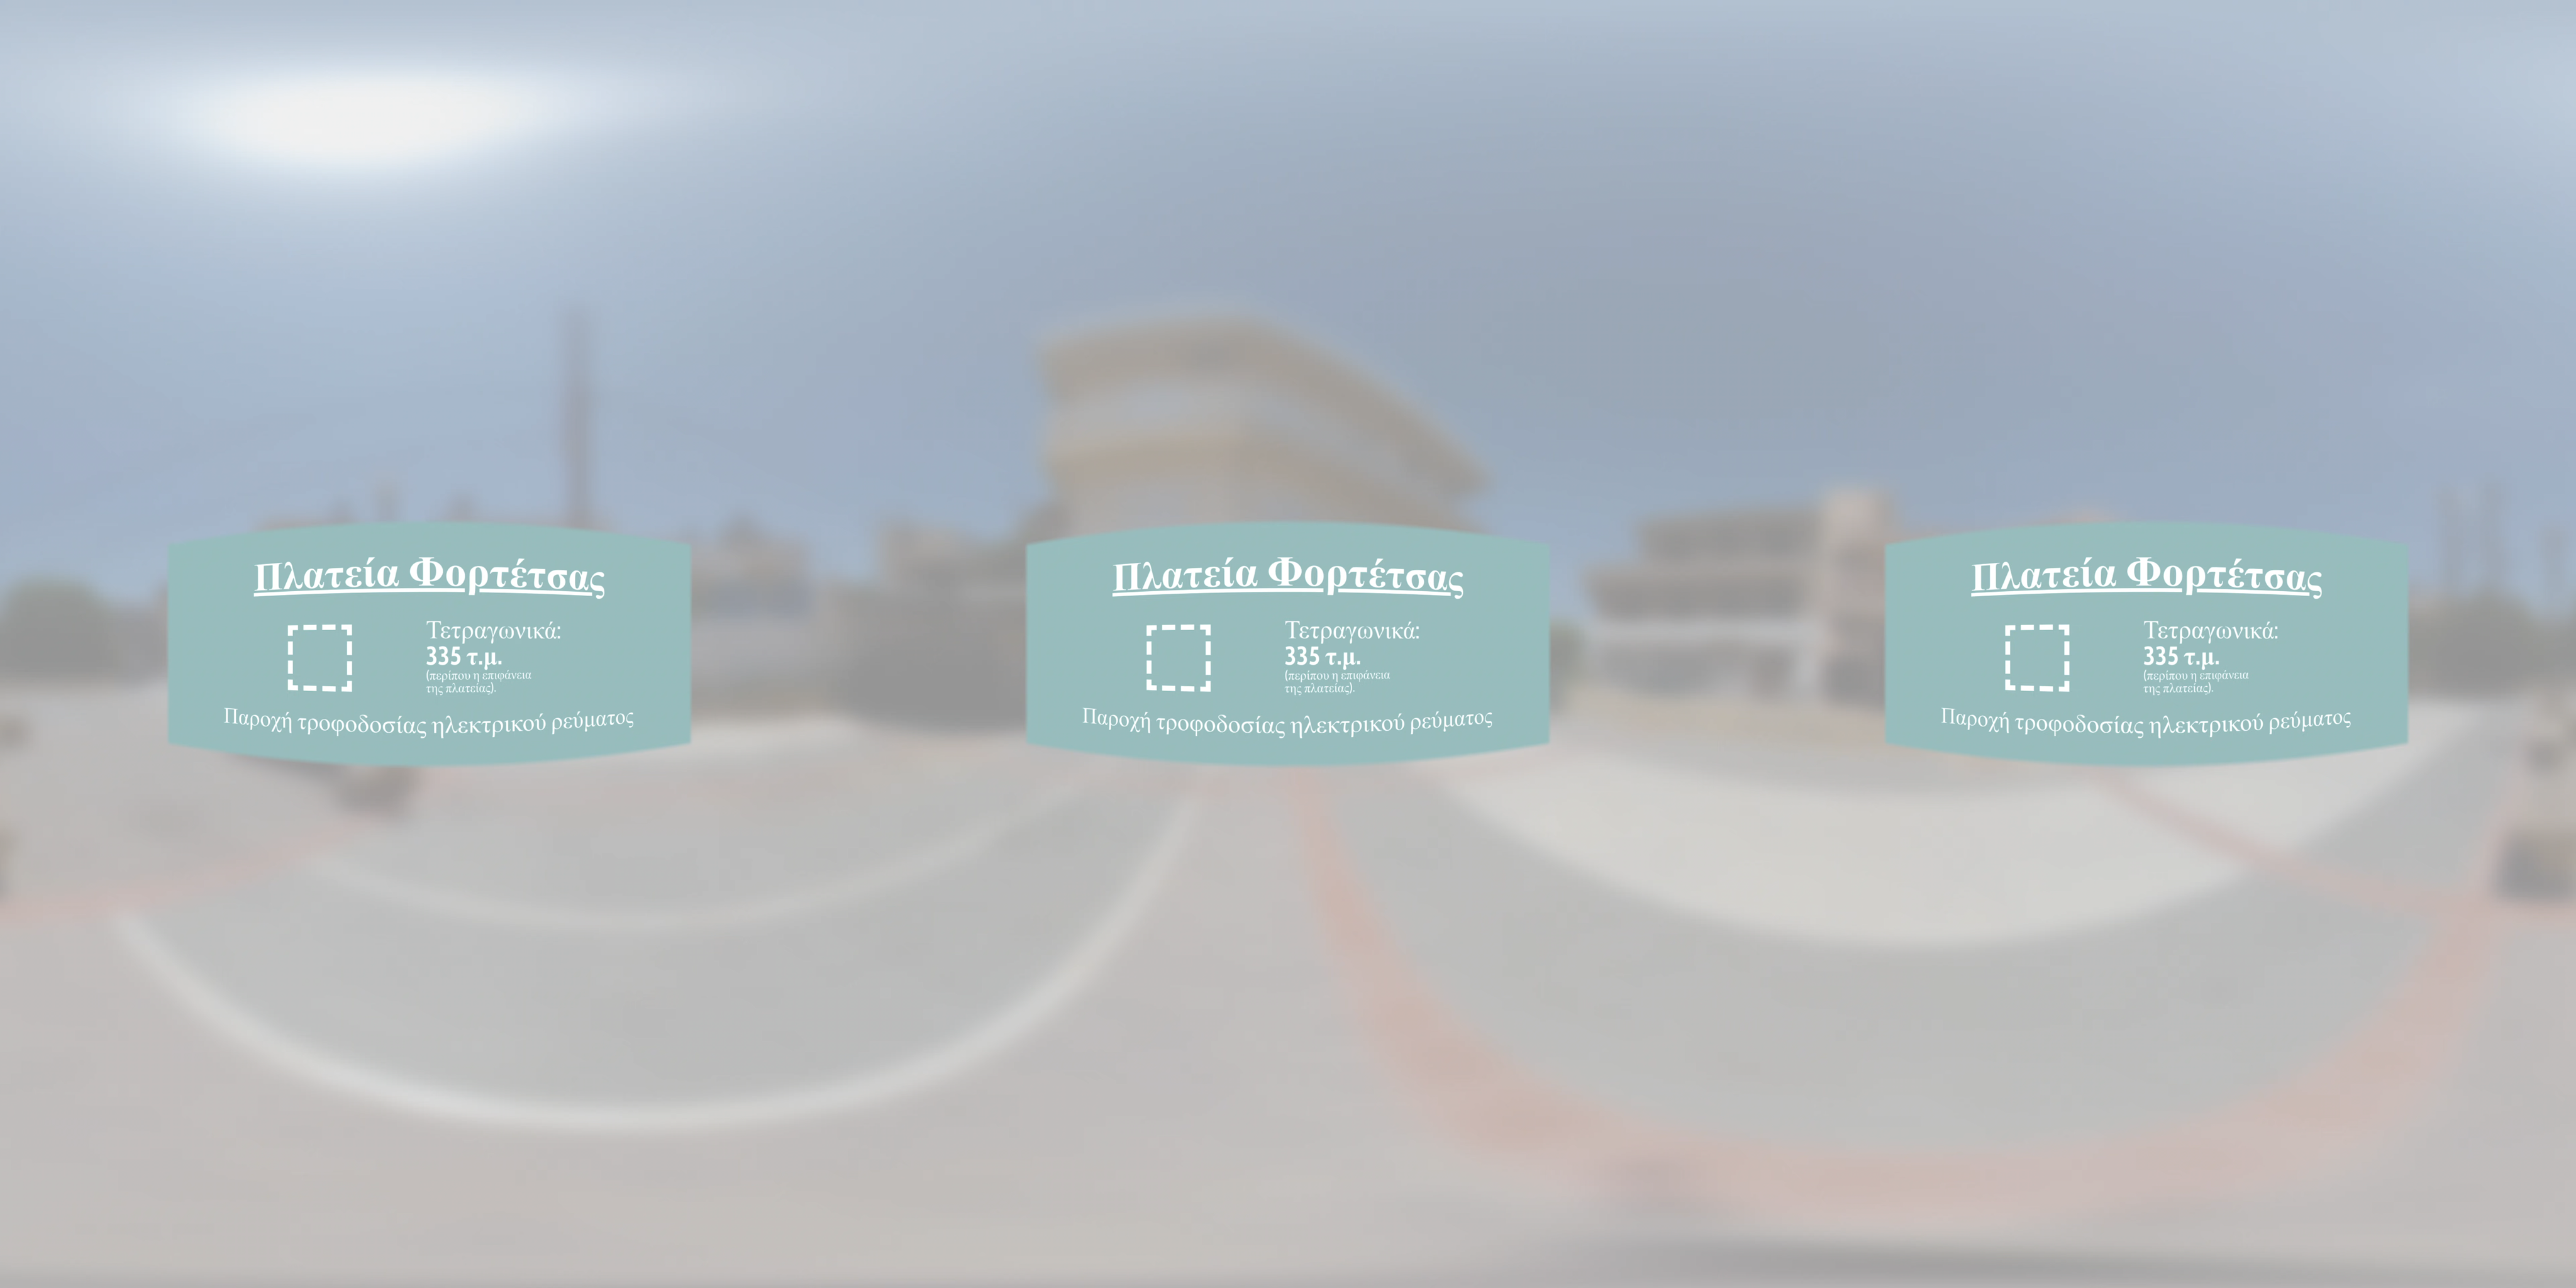 Πλατεία Φορτέτσας
Τετραγωνικά:
335 τ.μ.
(περίπου η επιφάνεια
της πλατείας).
Παροχή τροφοδοσίας ηλεκτρικού ρεύματος
Πλατεία Φορτέτσας
Τετραγωνικά:
335 τ.μ.
(περίπου η επιφάνεια
της πλατείας).
Παροχή τροφοδοσίας ηλεκτρικού ρεύματος
Πλατεία Φορτέτσας
Τετραγωνικά:
335 τ.μ.
(περίπου η επιφάνεια
της πλατείας).
Παροχή τροφοδοσίας ηλεκτρικού ρεύματος